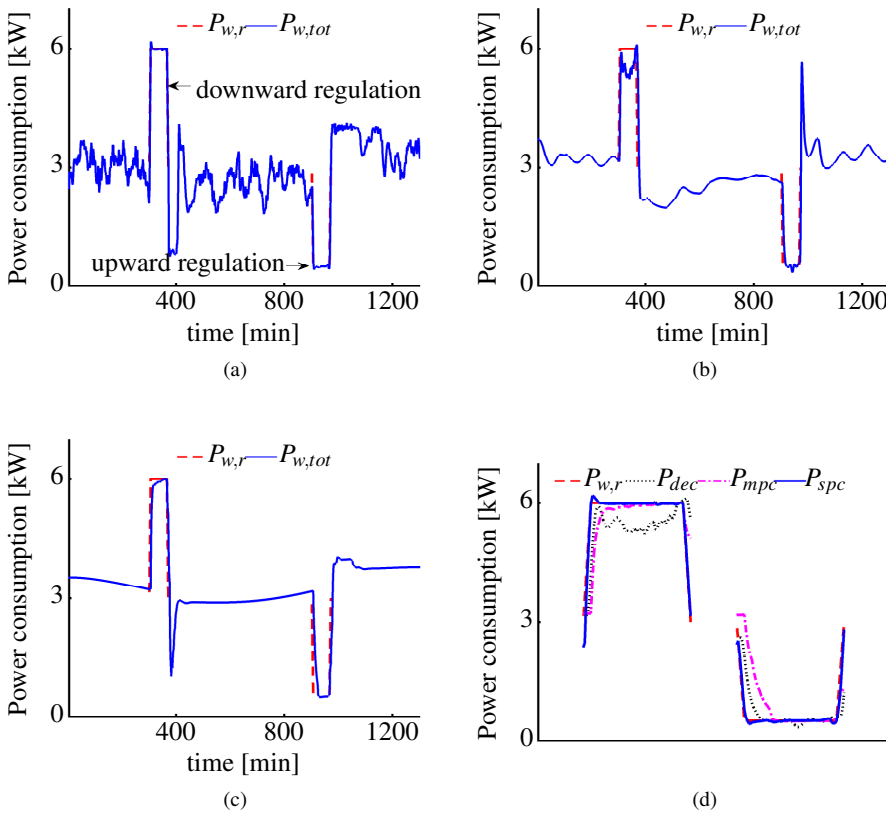 P_{w,r} P_{w,tot}
Power consumption [kW]
6
3
0
downward regulation
upward regulation
400 800 1200
time [min]
(a)
P_{w,r} P_{w,tot}
Power consumption [kW]
6
3
0
400 800 1200
time [min]
(b)
P_{w,r} P_{w,tot}
Power consumption [kW]
6
3
0
400 800 1200
time [min]
(c)
P_{w,r} P_{dec} P_{mpc} P_{spc}
Power consumption [kW]
6
3
0
(d)